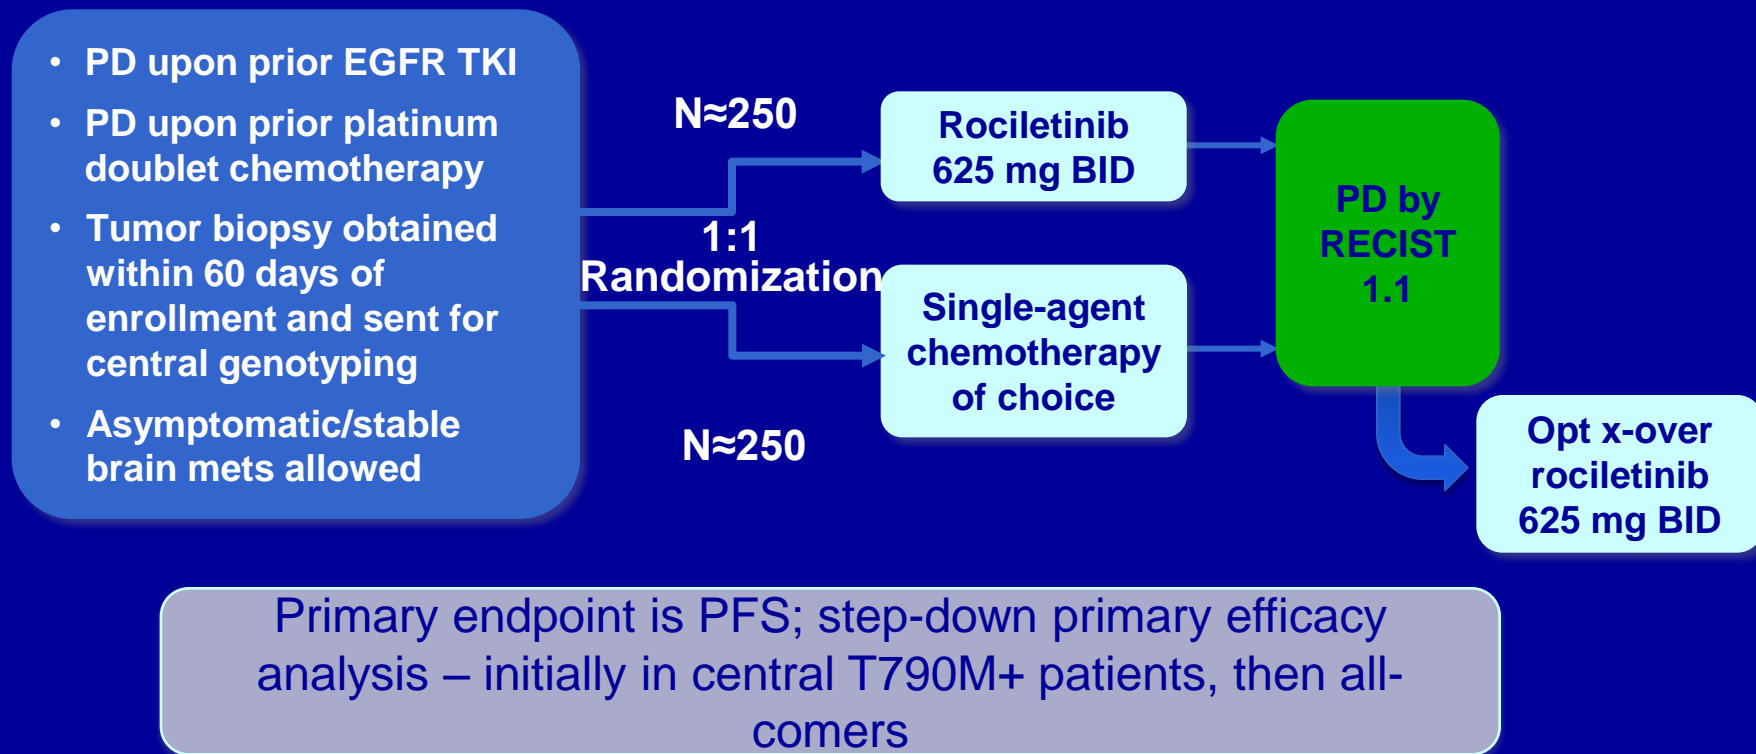 • PD upon prior EGFR TKI
• PD upon prior platinum
doublet chemotherapy
• Tumor biopsy obtained
within 60 days of
enrollment and sent for
central genotyping
• Asymptomatic/stable
brain mets allowed
N≈250
1:1
Randomization
N≈250
Rociletinib
625 mg BID
Single-agent
chemotherapy
of choice
PD by
RECIST
1.1
Opt x-over
rociletinib
625 mg BID
Primary endpoint is PFS; step-down primary efficacy
analysis – initially in central T790M+ patients, then all-
comers